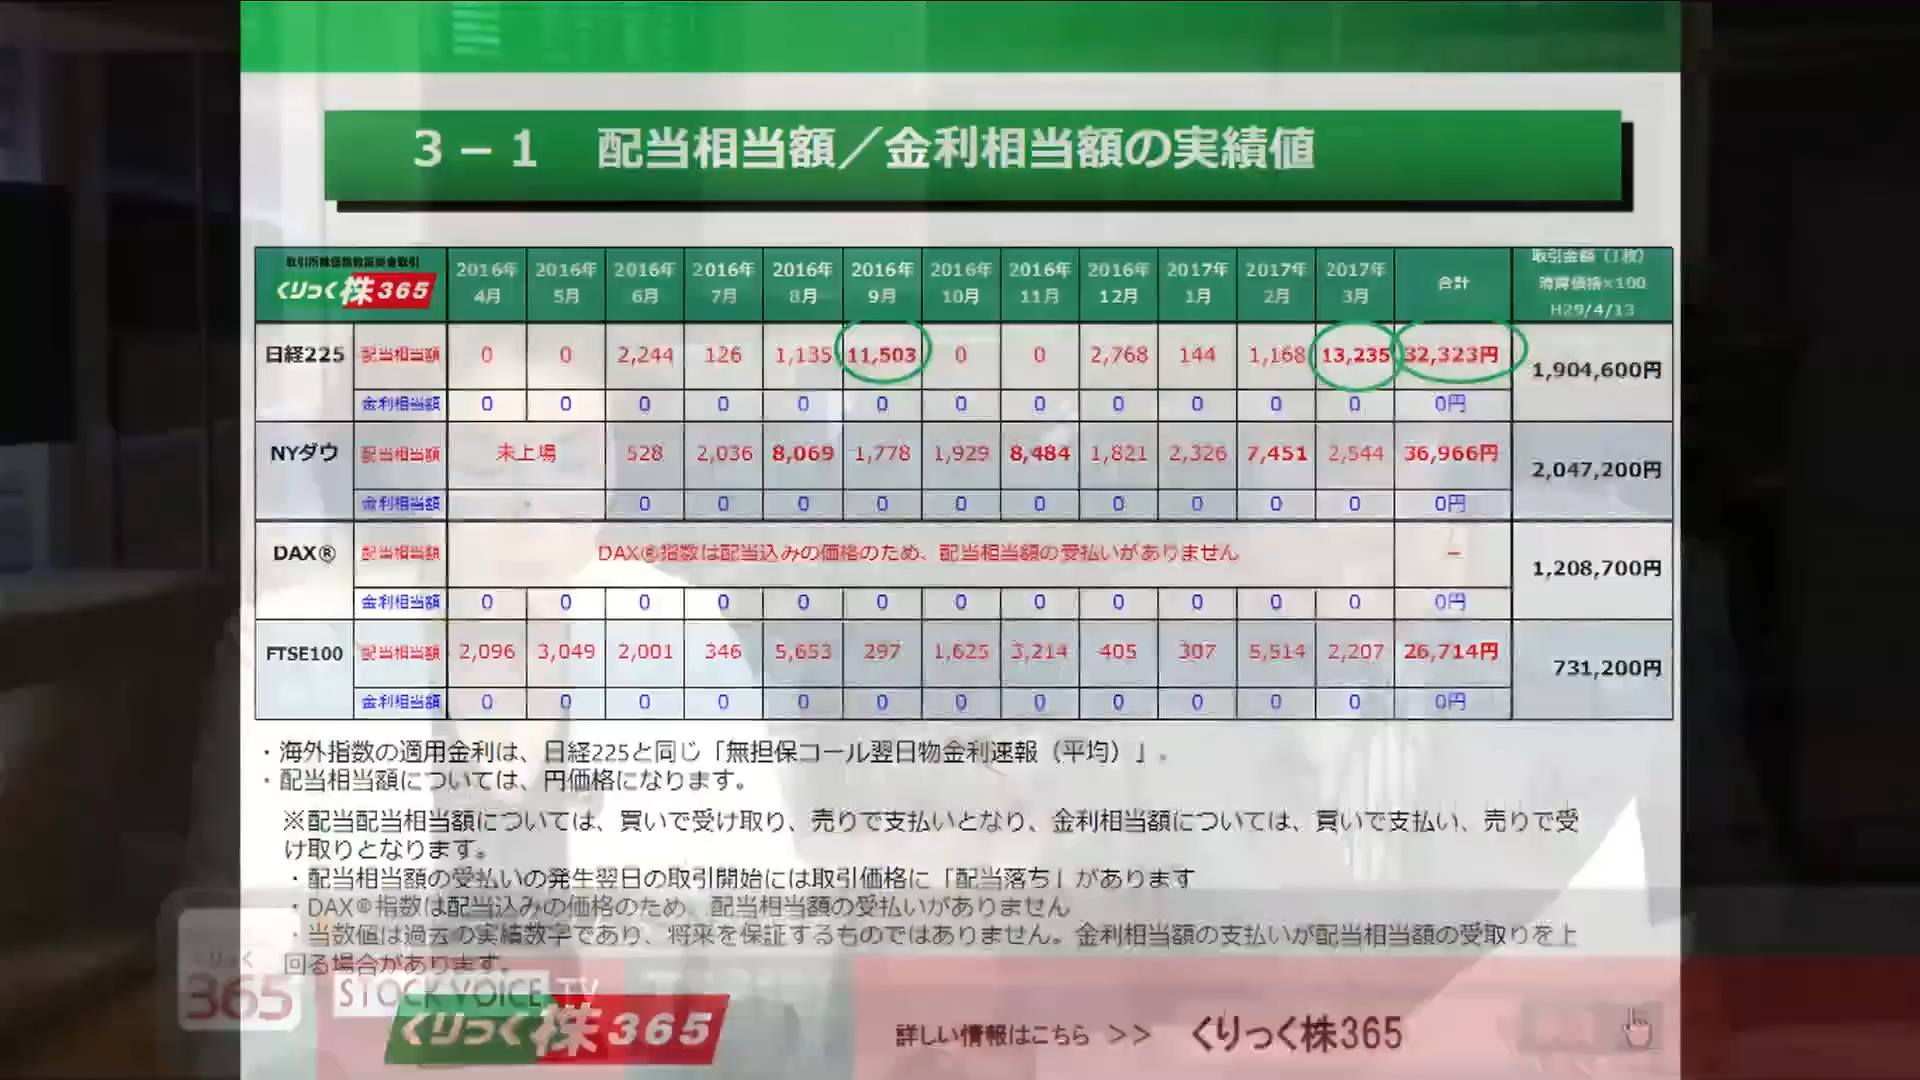 3-1 配当相当額／金利相当額の実績値
取引所株価指数証拠金取引
くりっく株365
2016年4月 2016年5月 2016年6月 2016年7月 2016年8月 2016年9月 2016年10月 2016年11月 2016年12月 2017年1月 2017年2月 2017年3月 合計 取引金額（1枚）清算価格×100 H29/4/13
日経225 配当相当額 0 0 2,244 126 1,135 11,503 0 0 2,768 144 1,168 13,235 32,323円 1,904,600円
金利相当額 0 0 0 0 0 0 0 0 0 0 0 0 0円
NYダウ 配当相当額 未上場 528 2,036 8,069 1,778 1,929 8,484 1,821 2,326 7,451 2,544 36,966円 2,047,200円
金利相当額 - 0 0 0 0 0 0 0 0 0 0 0円
DAX® 配当相当額 DAX®指数は配当込みの価格のため、配当相当額の受払いがありません － 1,208,700円
金利相当額 0 0 0 0 0 0 0 0 0 0 0 0 0円
FTSE100 配当相当額 2,096 3,049 2,001 346 5,653 297 1,625 3,214 405 307 5,514 2,207 26,714円 731,200円
金利相当額 0 0 0 0 0 0 0 0 0 0 0 0 0円
・海外指数の適用金利は、日経225と同じ「無担保コール翌日物金利速報（平均）」。
・配当相当額については、円価格になります。
※配当配当相当額については、買いで受け取り、売りで支払いとなり、金利相当額については、買いで支払い、売りで受
け取りとなります。
・配当相当額の受払いの発生翌日の取引開始には取引価格に「配当落ち」があります
・DAX®指数は配当込みの価格のため、配当相当額の受払いがありません
・当数値は過去の実績数字であり、将来を保証するものではありません。金利相当額の支払いが配当相当額の受取りを上
回る場合があります。
くりっく
365
STOCK VOICE TV
くりっく株365
詳しい情報はこちら >> くりっく株365